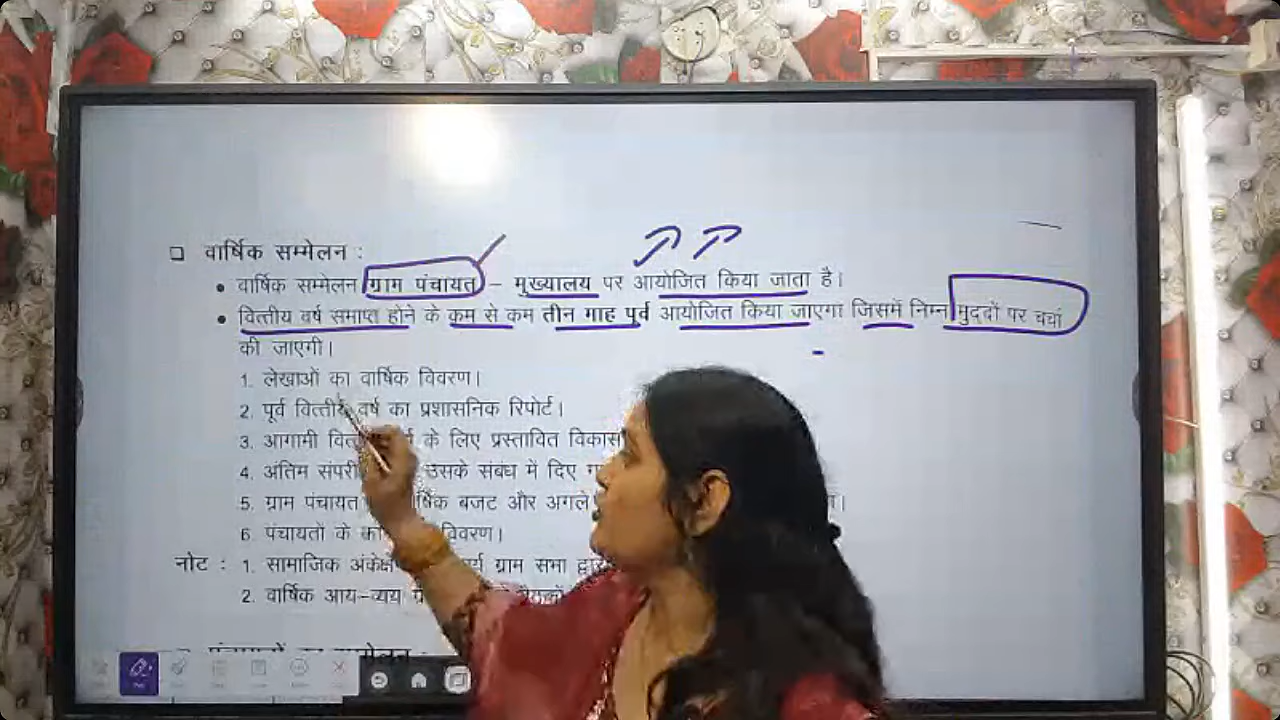 ❑ वार्षिक सम्मेलन :
• वार्षिक सम्मेलन ग्राम पंचायत – मुख्यालय पर आयोजित किया जाता है।
• वित्तीय वर्ष समाप्त होने के कम से कम तीन माह पूर्व आयोजित किया जाएगा जिसमें निम्न मुद्दों पर चर्चा
की जाएगी।
1. लेखाओं का वार्षिक विवरण।
2. पूर्व वित्तीय वर्ष का प्रशासनिक रिपोर्ट।
3. आगामी के लिए प्रस्तावित विकास
4. अंतिम उसके संबंध में दिए
5. ग्राम पंचायत बजट और अगले
6. पंचायतों के विवरण।
नोट : 1. सामाजिक ग्राम सभा
2. वार्षिक आय-व्यय